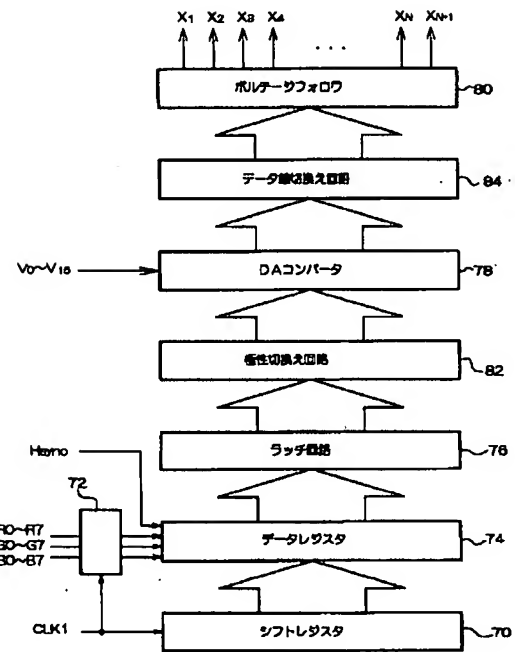 X1 X2 X3 X4 ... XN XN+1
ボルテージフォロワ 80
データ線切換え回路 84
V0～V15 DAコンバータ 78
極性切換え回路 82
ラッチ回路 76
Hsync
72
R0～R7
G0～G7 データレジスタ 74
B0～B7
CLK1 シフトレジスタ 70